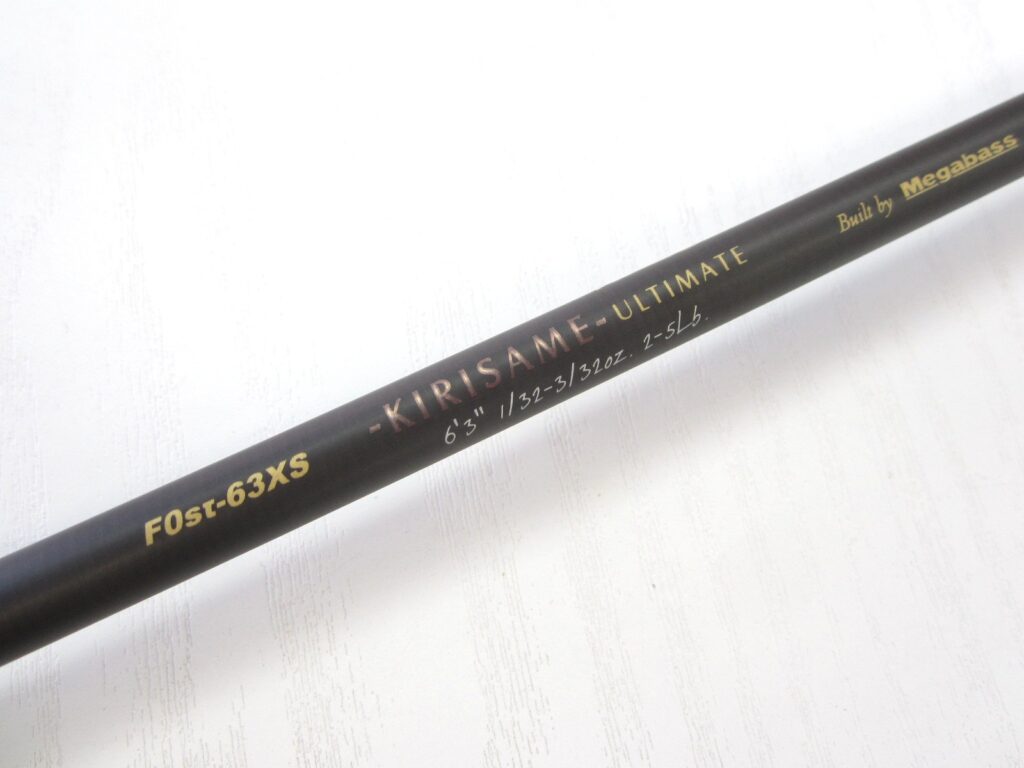 F0st-63XS
-KIRISAME-ULTIMATE
6'3" 1/32-3/32oz. 2-5Lb.
Built by Megabass